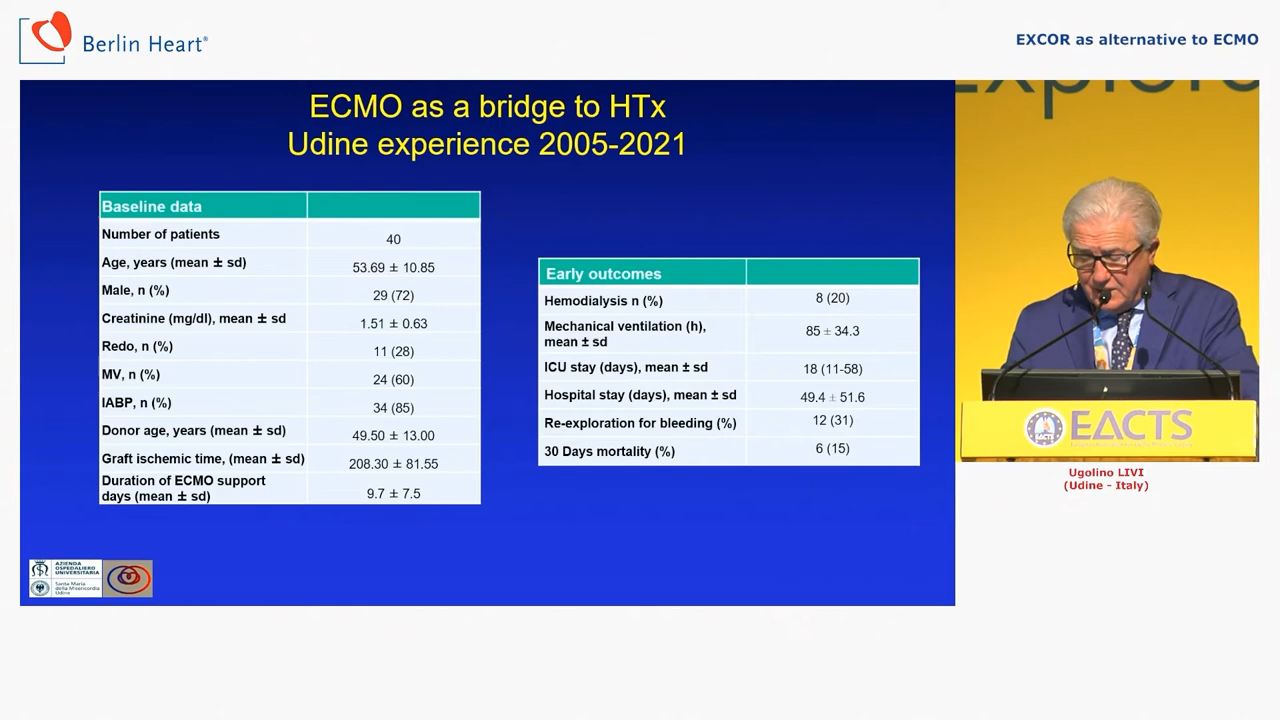 Berlin Heart®
EXCOR as alternative to ECMO
ECMO as a bridge to HTx
Udine experience 2005-2021
Baseline data
Number of patients 40
Age, years (mean ± sd) 53.69 ± 10.85
Male, n (%) 29 (72)
Creatinine (mg/dl), mean ± sd 1.51 ± 0.63
Redo, n (%) 11 (28)
MV, n (%) 24 (60)
IABP, n (%) 34 (85)
Donor age, years (mean ± sd) 49.50 ± 13.00
Graft ischemic time, (mean ± sd) 208.30 ± 81.55
Duration of ECMO support
days (mean ± sd) 9.7 ± 7.5
Early outcomes
Hemodialysis n (%) 8 (20)
Mechanical ventilation (h), 85 ± 34.3
mean ± sd
ICU stay (days), mean ± sd 18 (11-58)
Hospital stay (days), mean ± sd 49.4 ± 51.6
Re-exploration for bleeding (%) 12 (31)
30 Days mortality (%) 6 (15)
AZIENDA
OSPEDALIERO
UNIVERSITARIA
Santa Maria
della Misericordia
Udine
EACTS
Ugolino LIVI
(Udine - Italy)